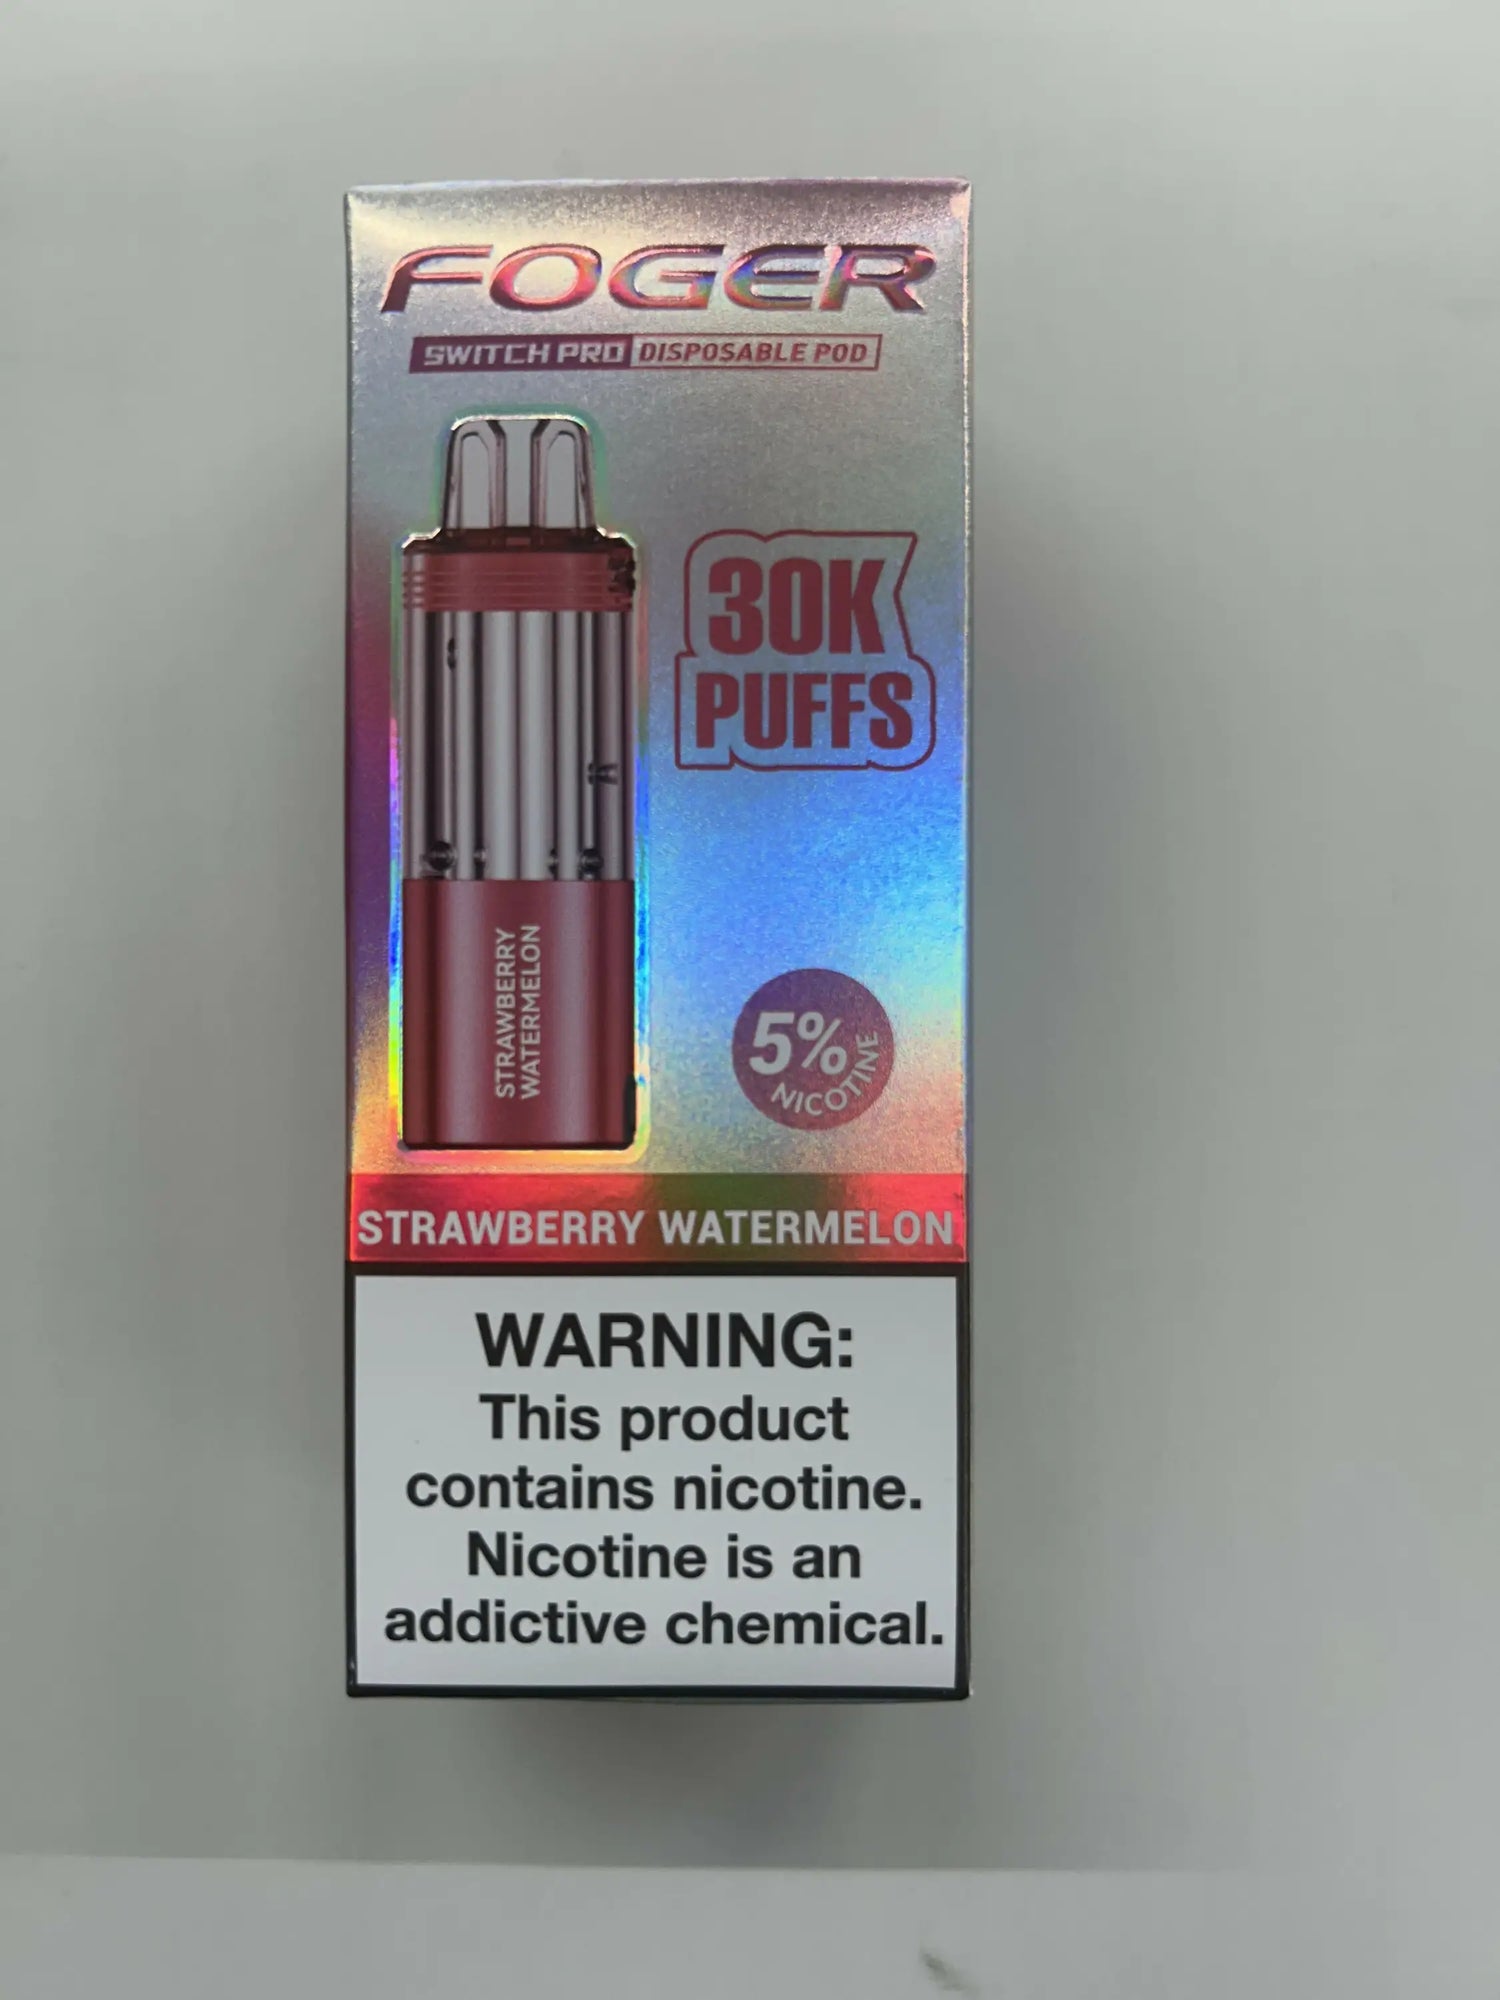 FOGER
SWITCH PRO DISPOSABLE POD
30K
PUFFS
STRAWBERRY
WATERMELON
5%
NICOTINE
STRAWBERRY WATERMELON
WARNING:
This product
contains nicotine.
Nicotine is an
addictive chemical.